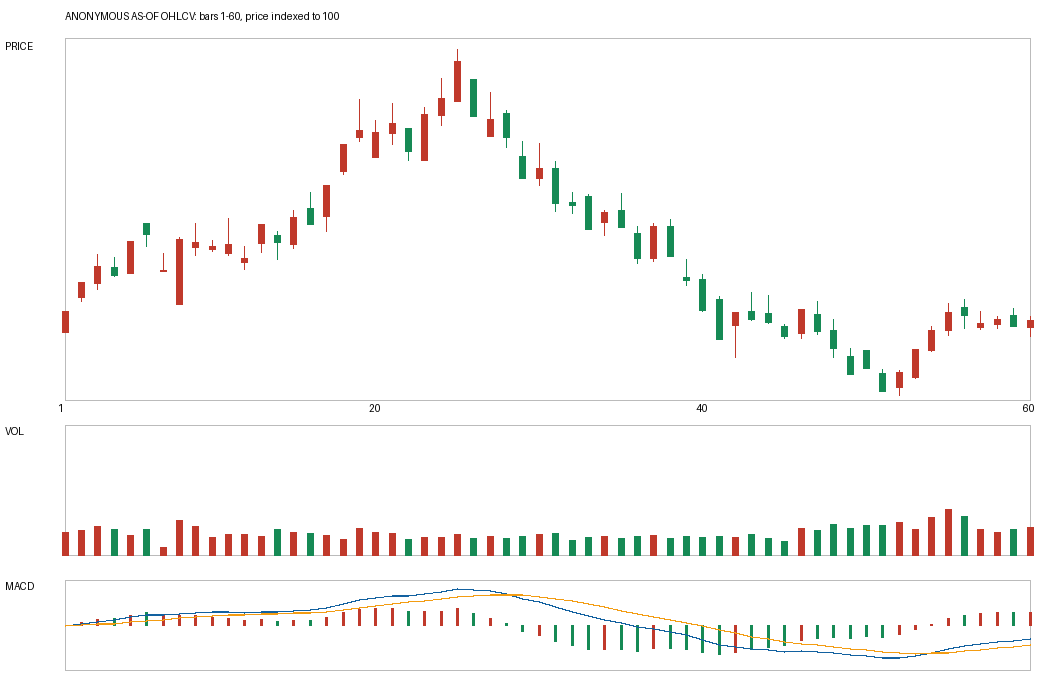 ANONYMOUS AS-OF OHLCV: bars 1-60, price indexed to 100
PRICE
1 20 40 60
VOL
MACD